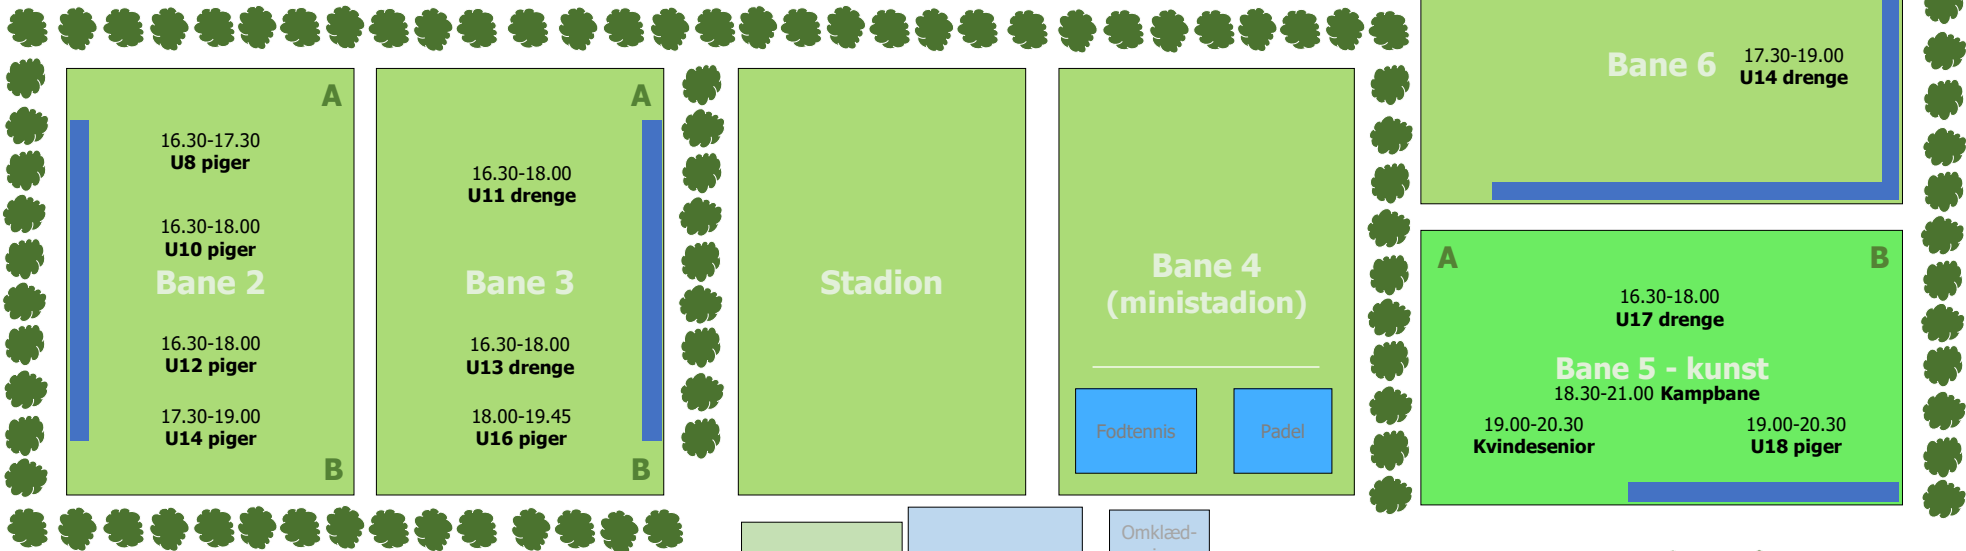 A
16.30-17.30
U8 piger
16.30-18.00
U10 piger
Bane 2
16.30-18.00
U12 piger
17.30-19.00
U14 piger
B
A
16.30-18.00
U11 drenge
Bane 3
16.30-18.00
U13 drenge
18.00-19.45
U16 piger
B
Stadion
Bane 4
(ministadion)
Fodtennis
Padel
Omklæd-
Bane 6
17.30-19.00
U14 drenge
A
B
16.30-18.00
U17 drenge
Bane 5 - kunst
18.30-21.00 Kampbane
19.00-20.30
Kvindesenior
19.00-20.30
U18 piger